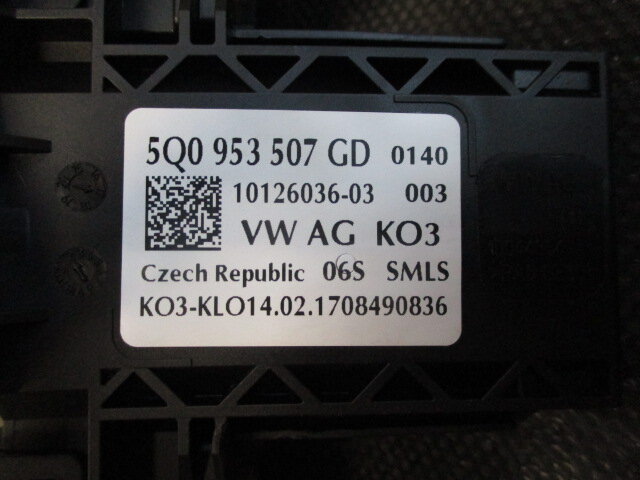 5Q0 953 507 GD 0140
10126036-03 003
VW AG KO3
Czech Republic 06S SMLS
KO3-KLO14.02.1708490836